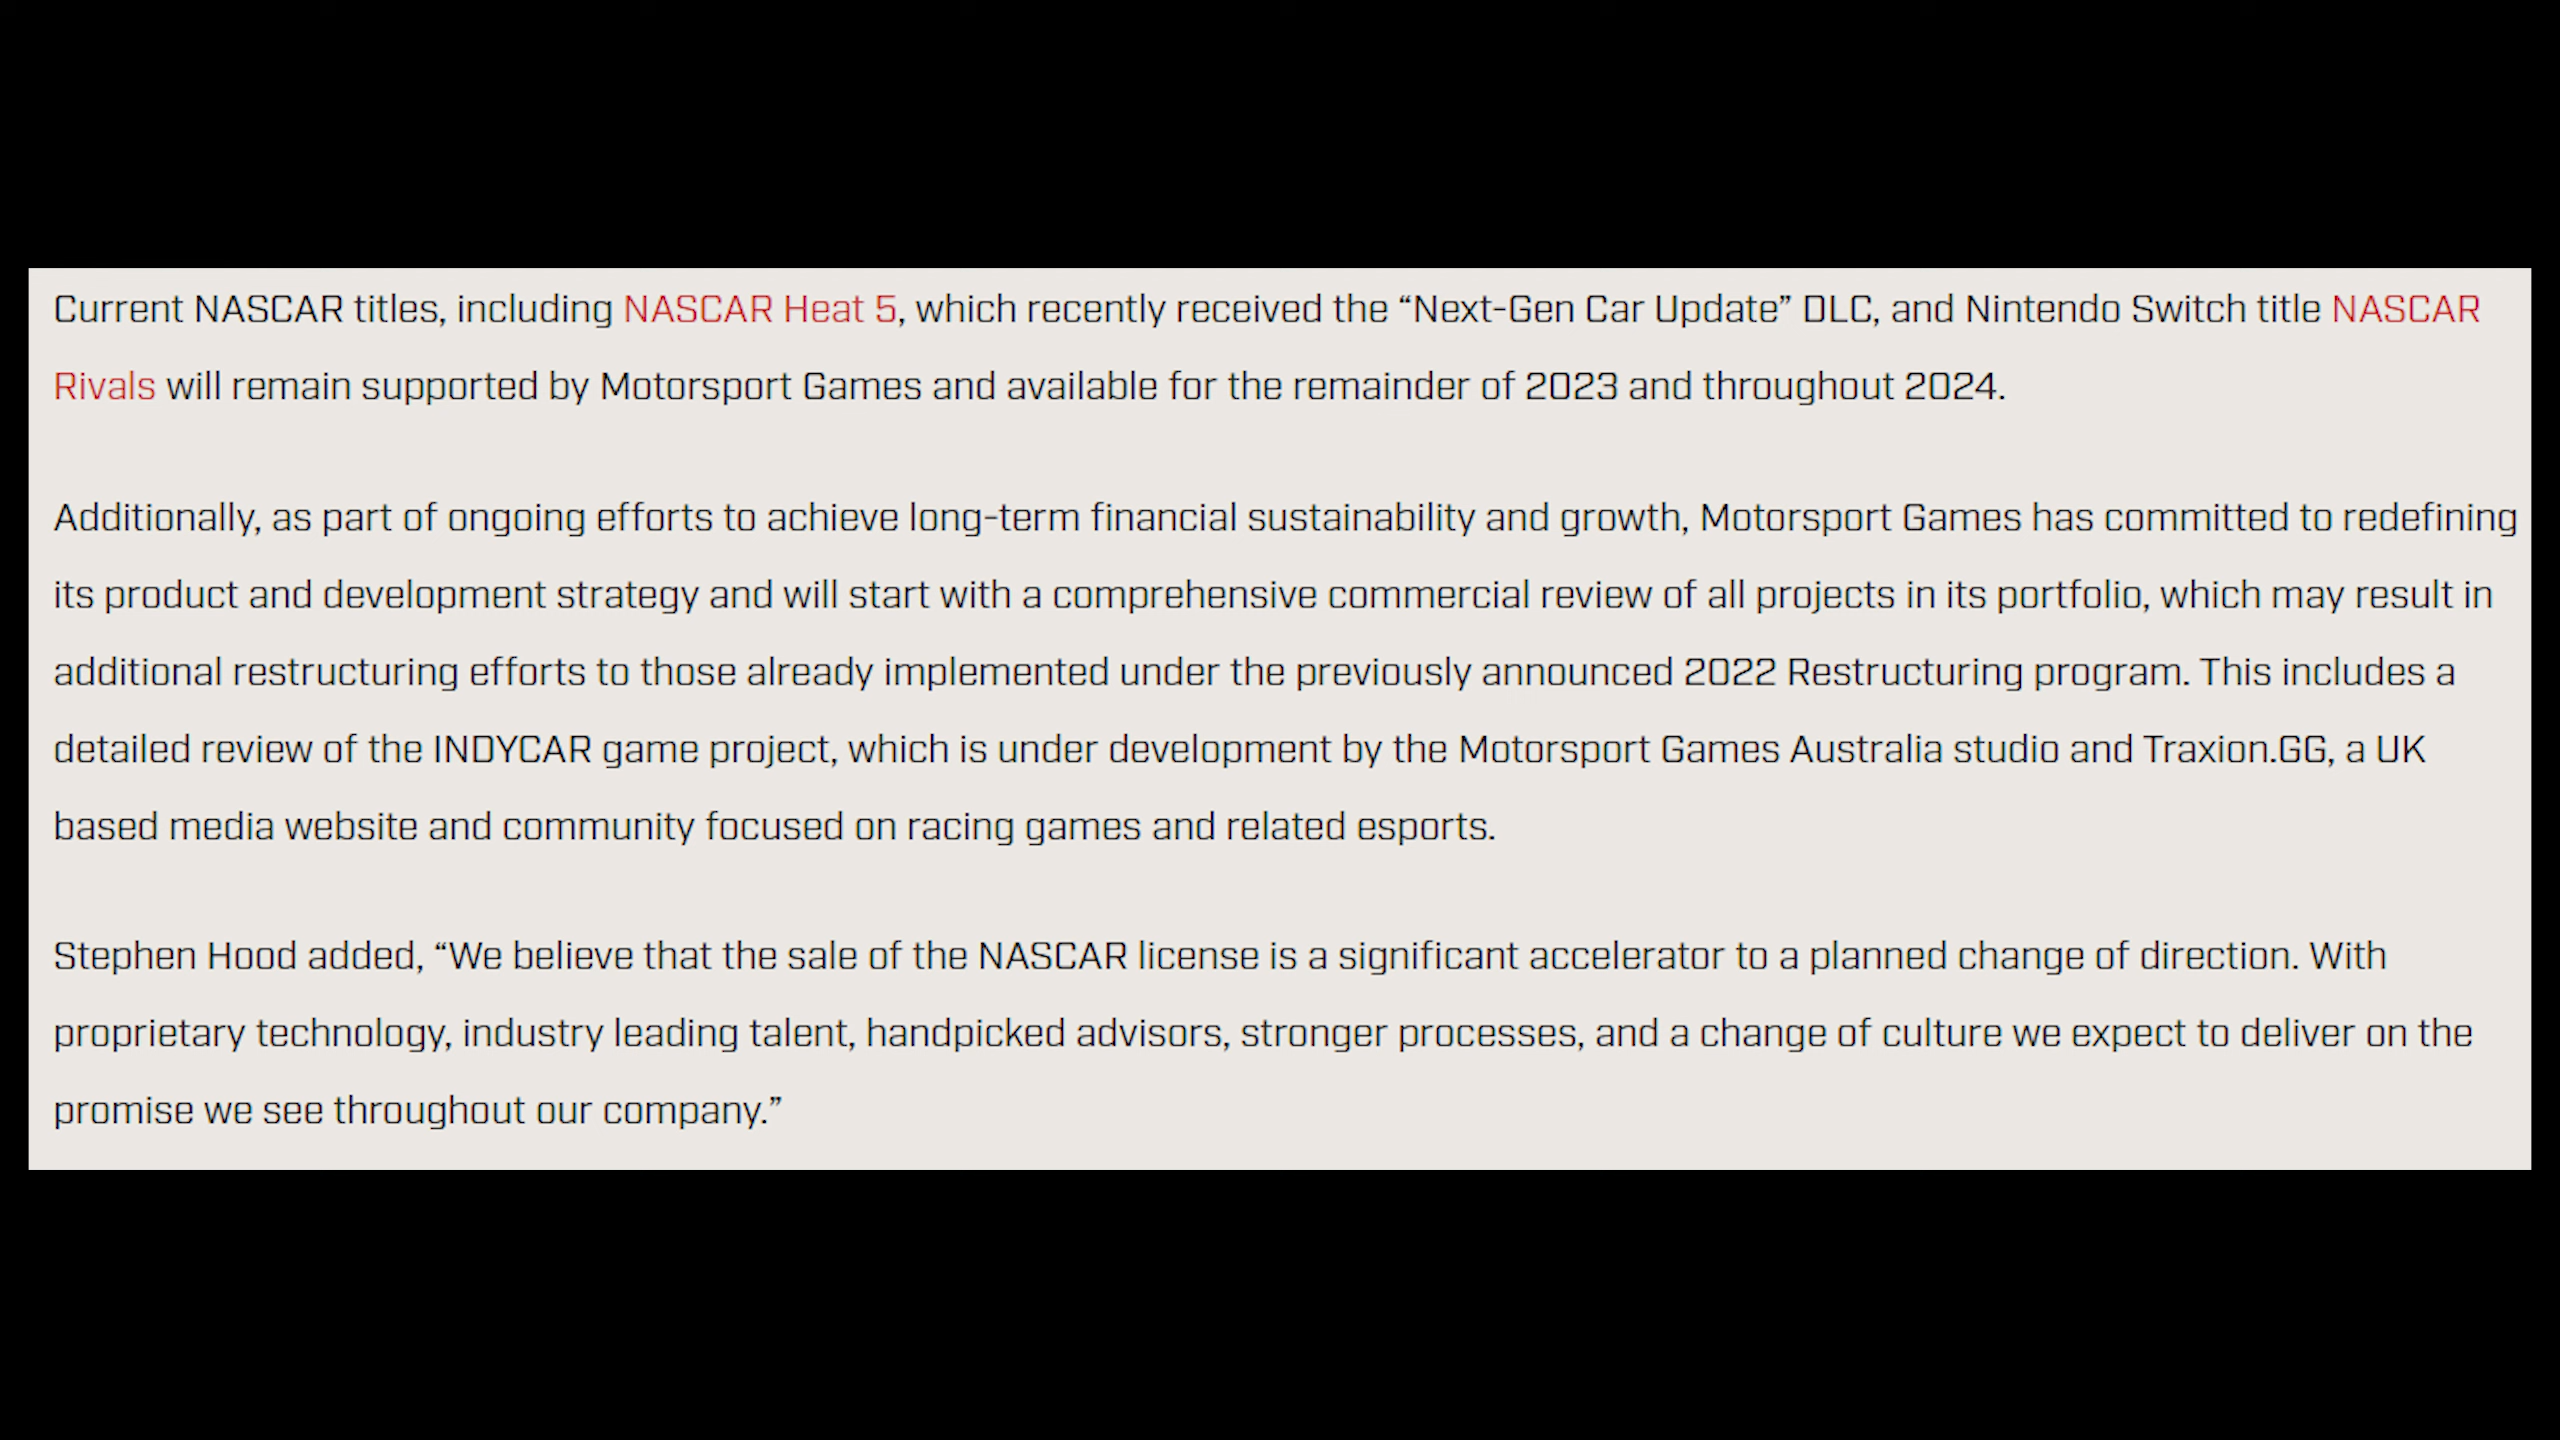 Current NASCAR titles, including NASCAR Heat 5, which recently received the “Next-Gen Car Update” DLC, and Nintendo Switch title NASCAR
Rivals will remain supported by Motorsport Games and available for the remainder of 2023 and throughout 2024.
Additionally, as part of ongoing efforts to achieve long-term financial sustainability and growth, Motorsport Games has committed to redefining
its product and development strategy and will start with a comprehensive commercial review of all projects in its portfolio, which may result in
additional restructuring efforts to those already implemented under the previously announced 2022 Restructuring program. This includes a
detailed review of the INDYCAR game project, which is under development by the Motorsport Games Australia studio and Traxion.GG, a UK
based media website and community focused on racing games and related esports.
Stephen Hood added, “We believe that the sale of the NASCAR license is a significant accelerator to a planned change of direction. With
proprietary technology, industry leading talent, handpicked advisors, stronger processes, and a change of culture we expect to deliver on the
promise we see throughout our company.”